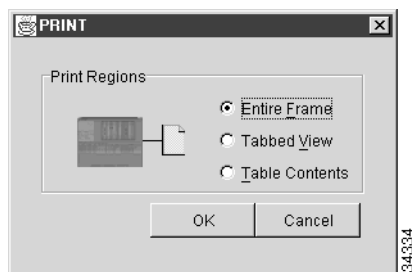 PRINT
Print Regions
Entire Frame
Tabbed View
Table Contents
OK
Cancel
34334